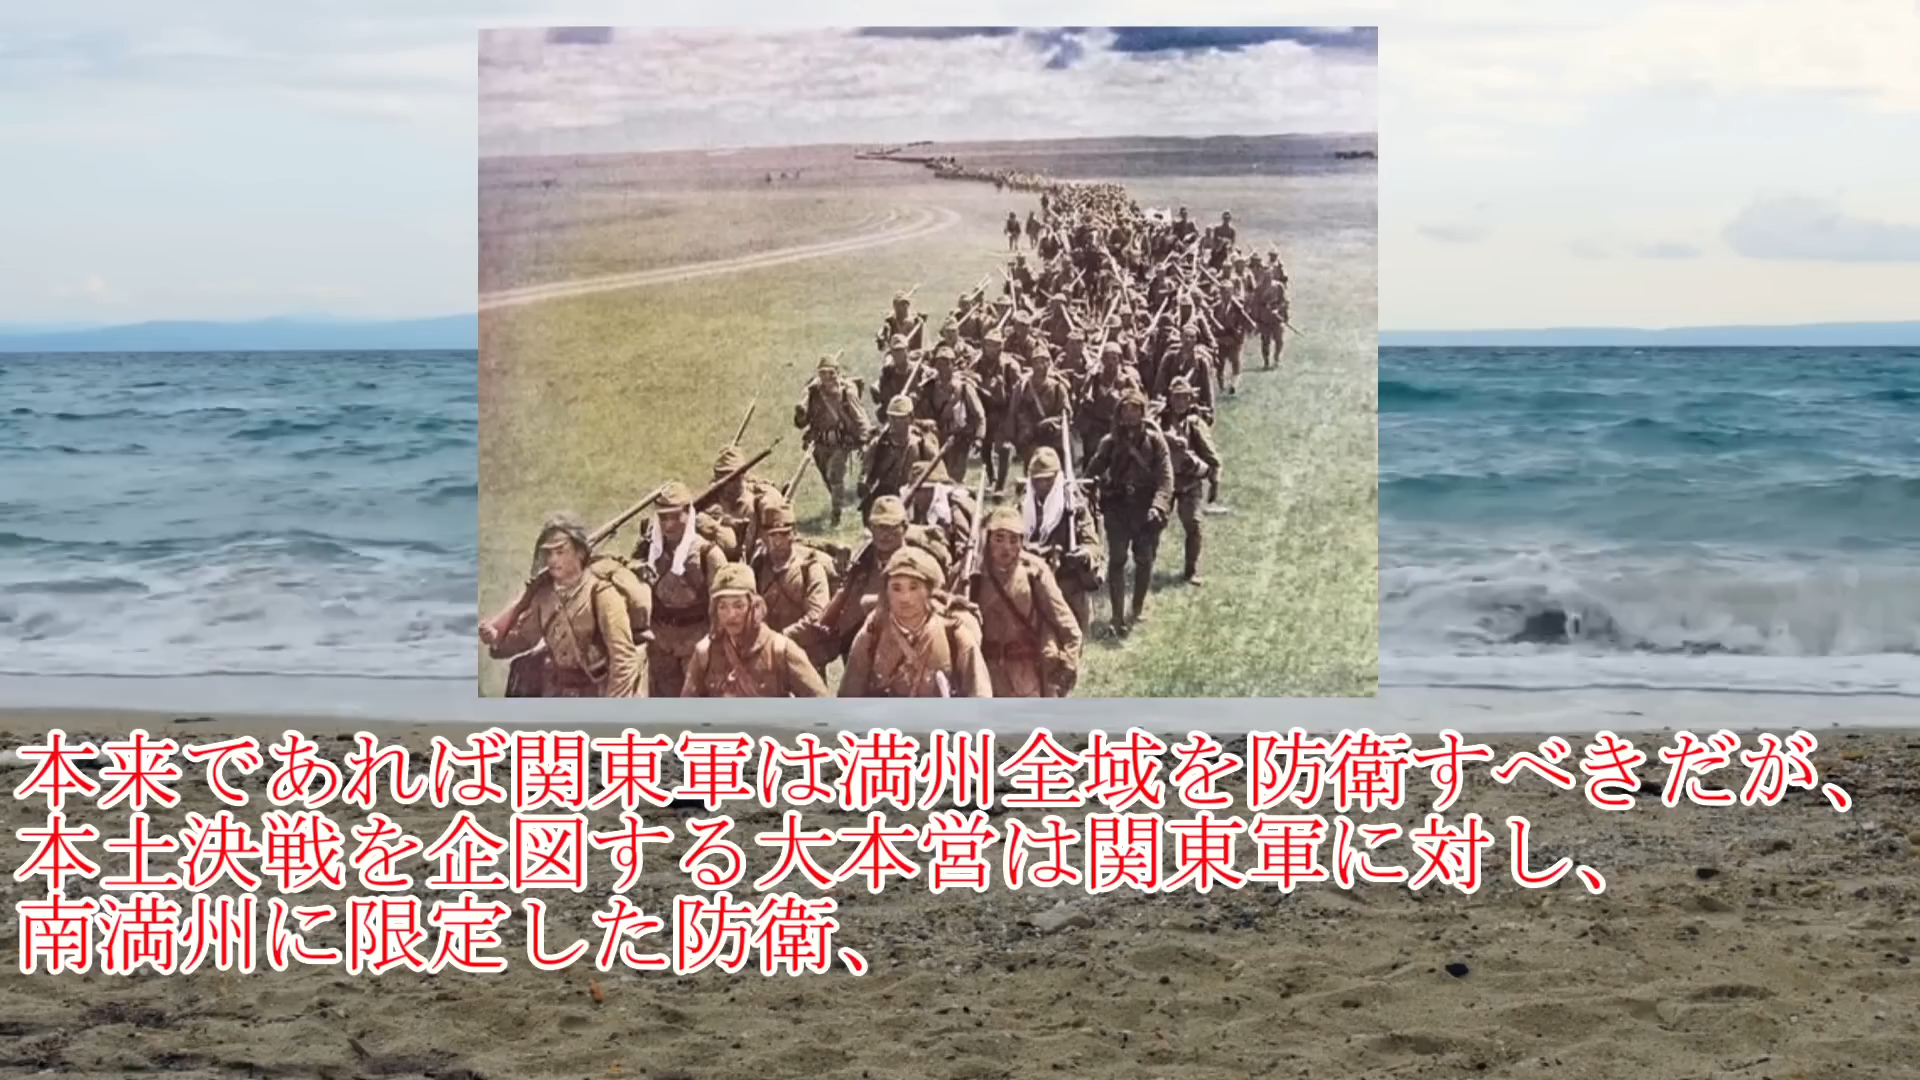 本来であれば関東軍は満州全域を防衛すべきだが、
本土決戦を企図する大本営は関東軍に対し、
南満州に限定した防衛、